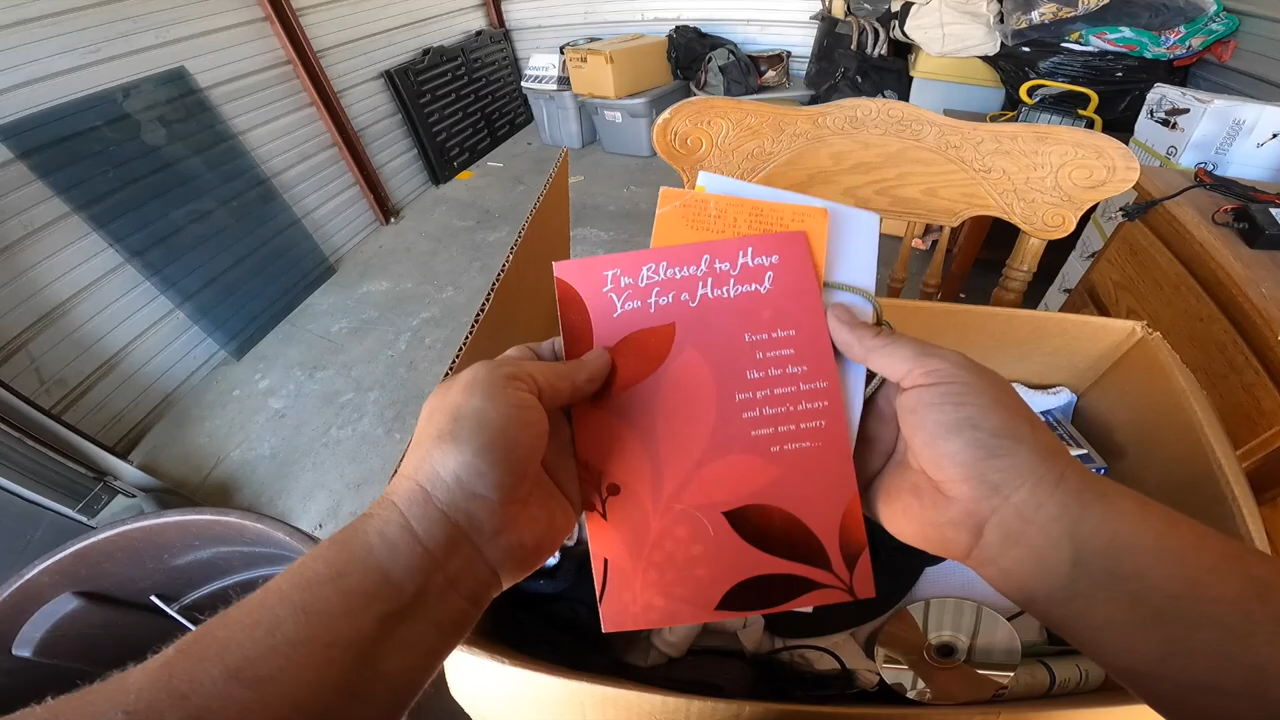 I'm Blessed to Have
You for a Husband
Even when
it seems
like the days
just get more hectic
and there's always
some new worry
or stress...